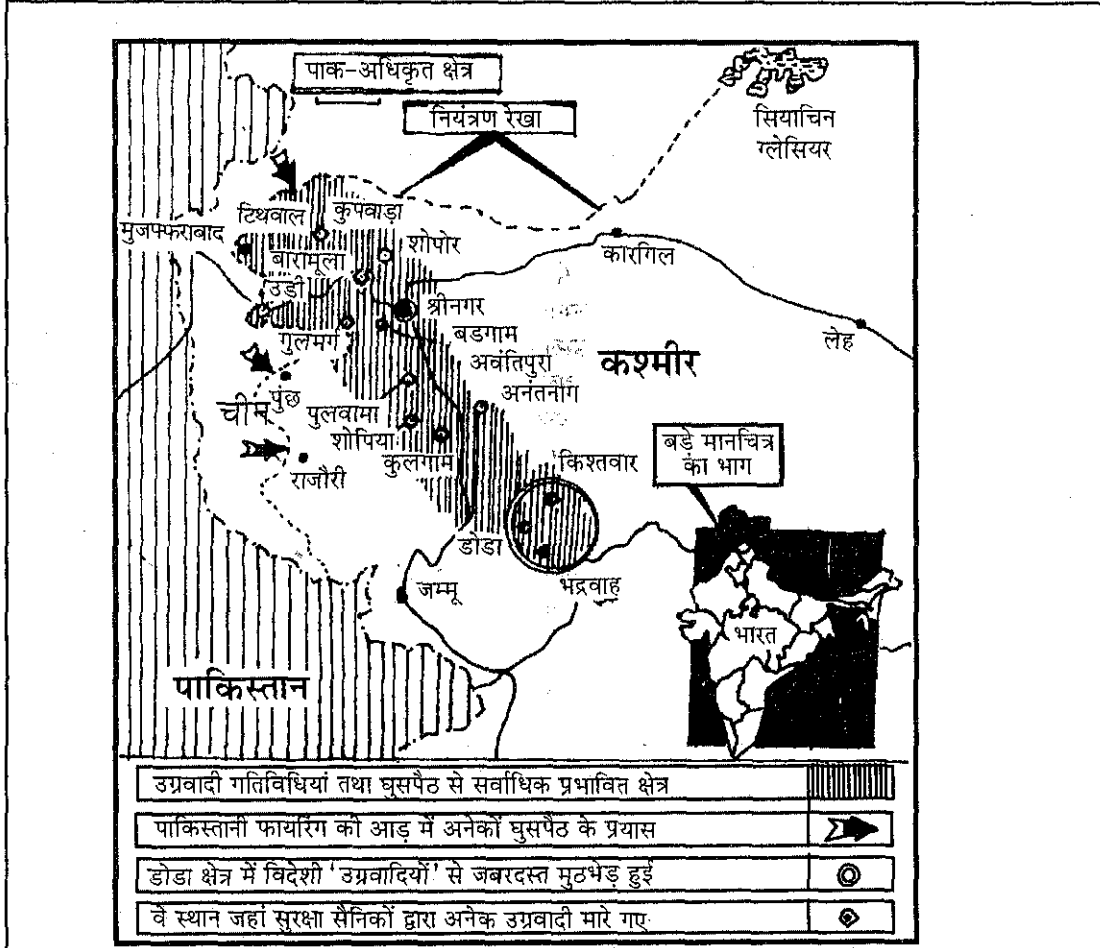 पाक-अधिकृत क्षेत्र
नियंत्रण रेखा
सियाचिन
ग्लेसियर
टिथवाल
कुपवाड़ा
मुजफ्फराबाद
शोपोर
बारामूला
कारगिल
उडी
श्रीनगर
गुलमर्ग
बडगाम
लेह
अवंतिपुरा
कश्मीर
अनंतनाग
पुंछ
चीन
पुलवामा
शोपिया
बड़े मानचित्र
का भाग
कुलगाम
किश्तवार
राजौरी
डोडा
भद्रवाह
जम्मू
भारत
पाकिस्तान
उग्रवादी गतिविधियां तथा घुसपैठ से सर्वाधिक प्रभावित क्षेत्र
पाकिस्तानी फायरिंग की आड़ में अनेकों घुसपैठ के प्रयास
डोडा क्षेत्र में विदेशी 'उग्रवादियों' से जबरदस्त मुठभेड़ हुई
वे स्थान जहां सुरक्षा सैनिकों द्वारा अनेक उग्रवादी मारे गए